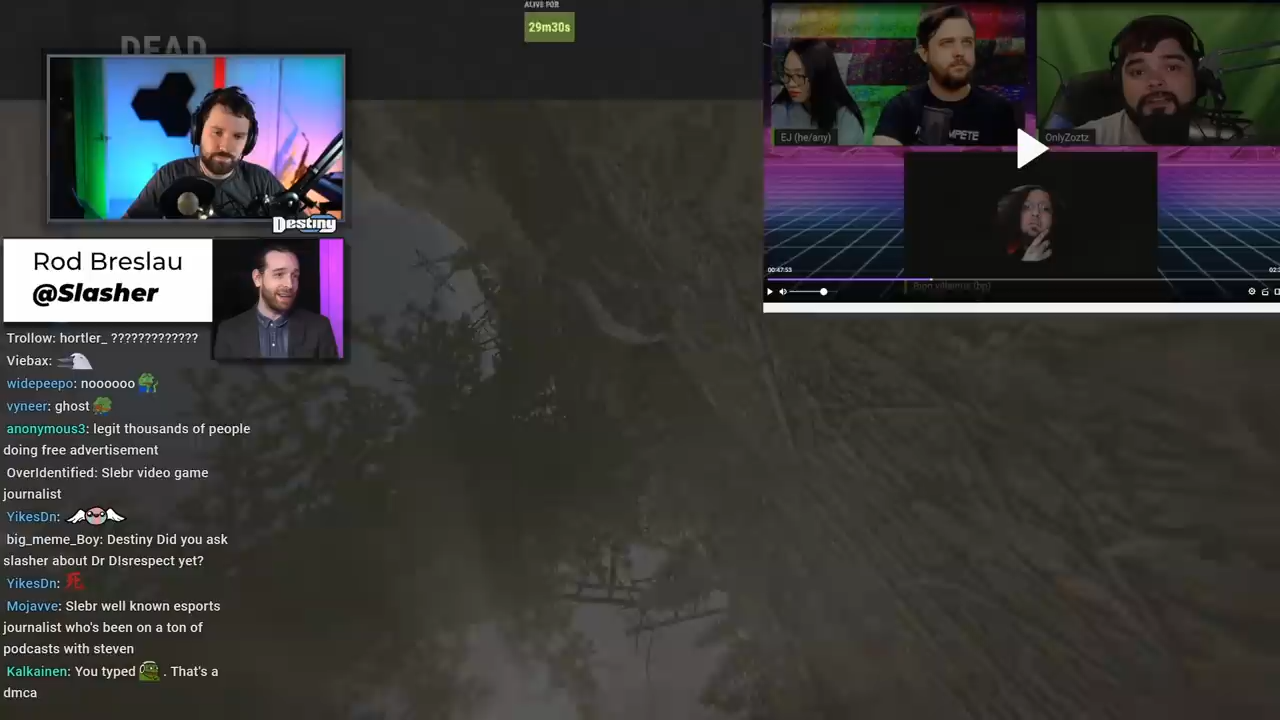 ALIVE FOR
DEAD
29m30s
EJ (he/any)
OnlyZoztz
Destiny
Rod Breslau
@Slasher
00:47:53
Trollow: hortler_ ?????????????
Viebax:
widepeepo: noooooo
vyneer: ghost
anonymous3: legit thousands of people
doing free advertisement
OverIdentified: Slebr video game
journalist
YikesDn:
big_meme_Boy: Destiny Did you ask
slasher about Dr DIsrespect yet?
YikesDn: 死
Mojavve: Slebr well known esports
journalist who's been on a ton of
podcasts with steven
Kalkainen: You typed . That's a
dmca